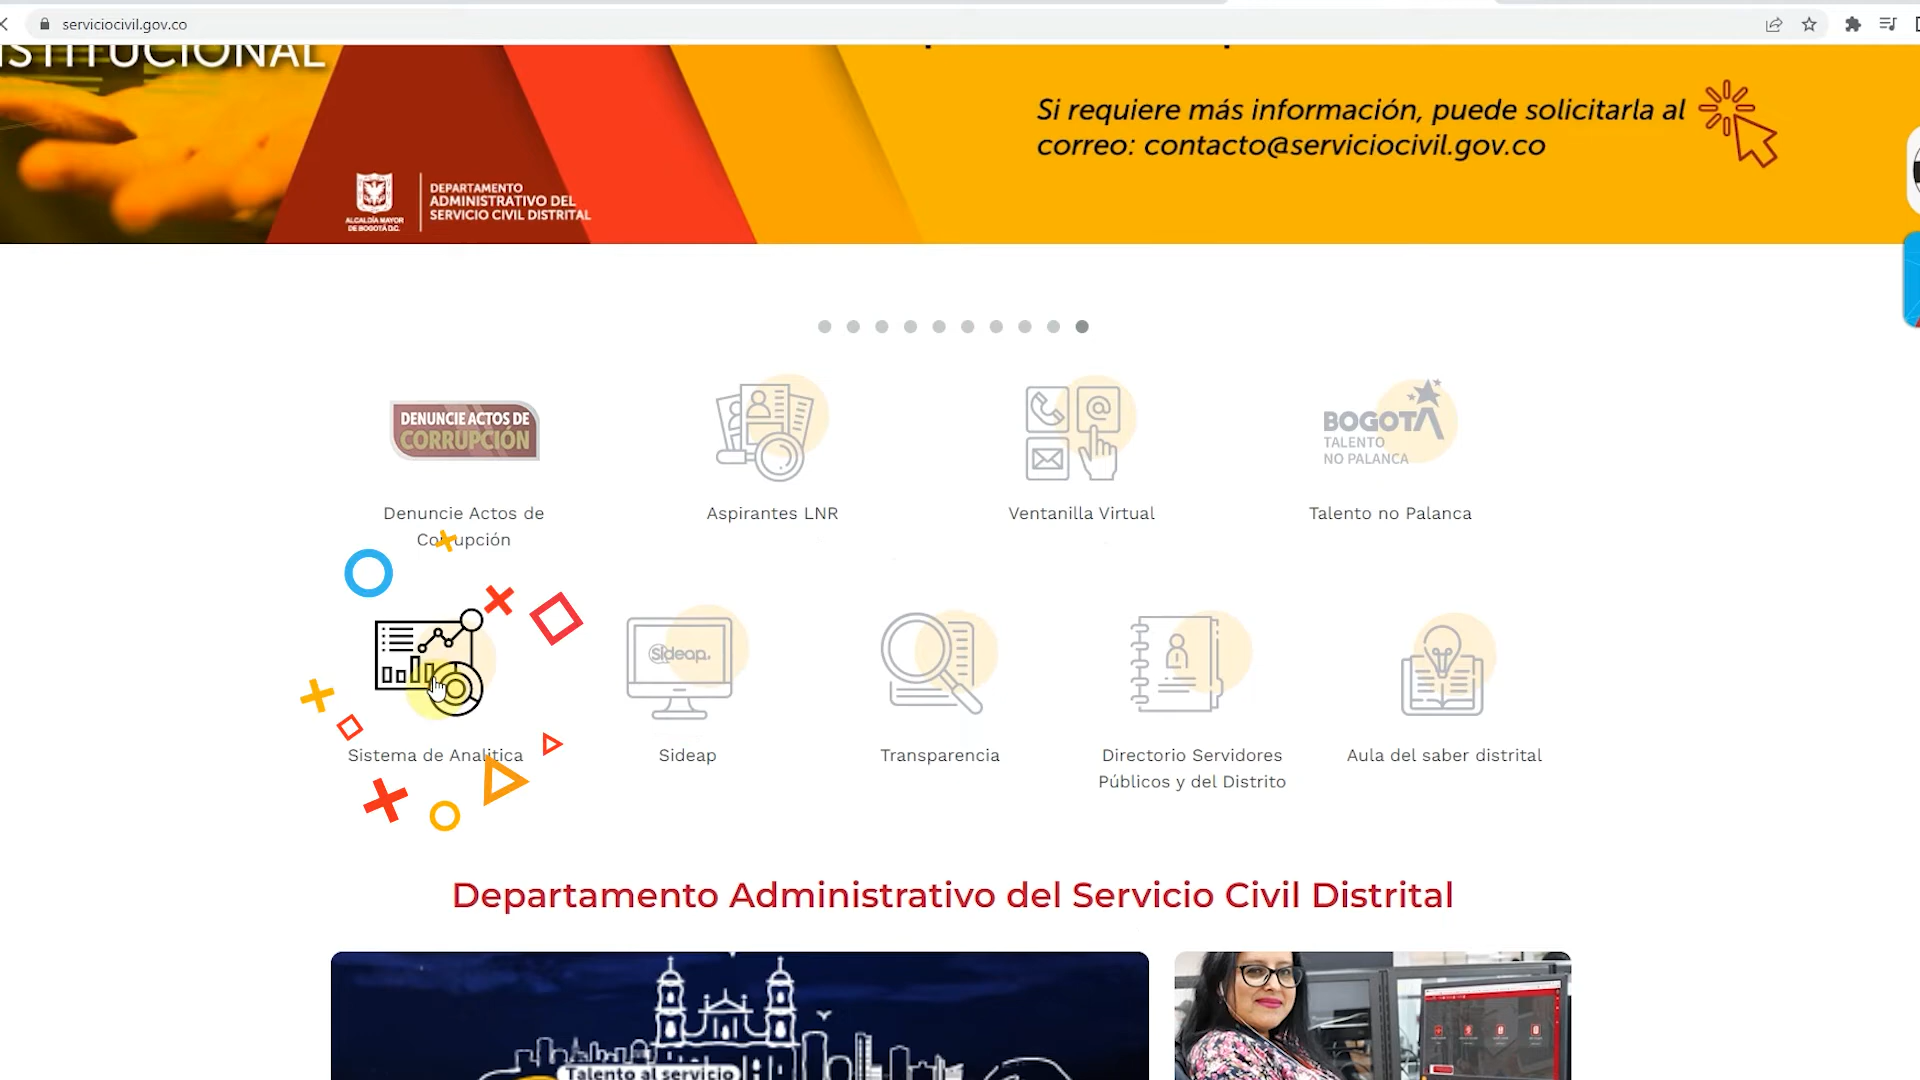 serviciocivil.gov.co
ISTITUCIONAL
Si requiere más información, puede solicitarla al
correo: contacto@serviciocivil.gov.co
ALCALDÍA MAYOR
DE BOGOTÁ D.C.
DEPARTAMENTO
ADMINISTRATIVO DEL
SERVICIO CIVIL DISTRITAL
DENUNCIE ACTOS DE
CORRUPCIÓN
BOGOTÁ
TALENTO
NO PALANCA
Denuncie Actos de
Corrupción
Aspirantes LNR
Ventanilla Virtual
Talento no Palanca
Sideap
Sistema de Analitica
Sideap
Transparencia
Directorio Servidores
Públicos y del Distrito
Aula del saber distrital
Departamento Administrativo del Servicio Civil Distrital
Talento al servicio